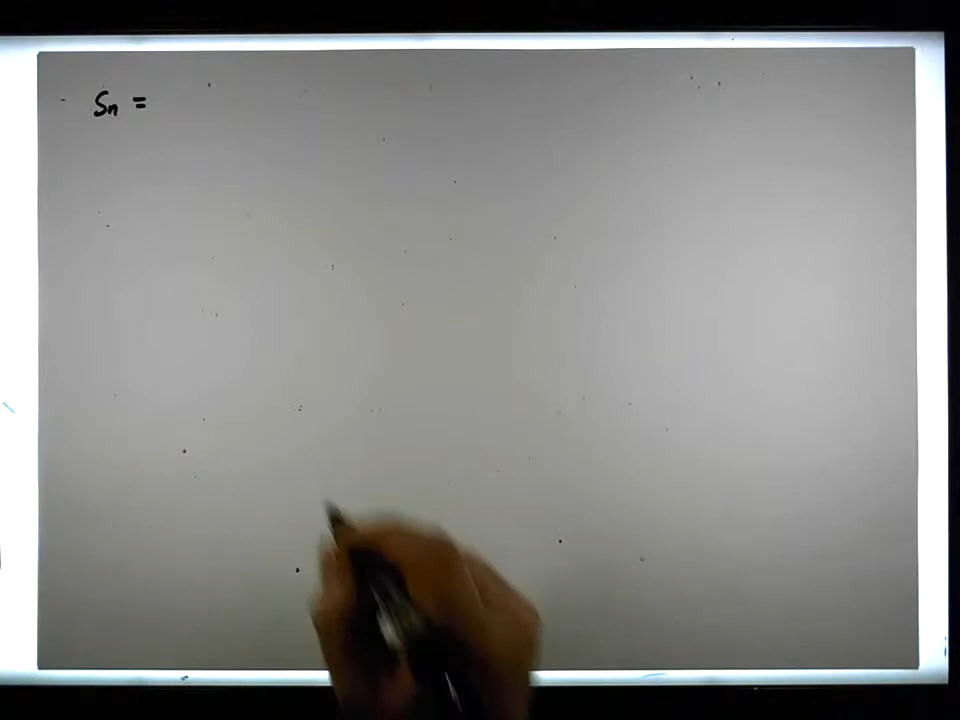 Sn =